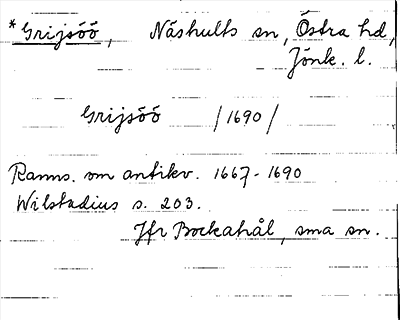 *Grijsöö, Näshults sn, Östra hd,
Jönk. l.
Grijsöö /1690/
Ranns. om antikv. 1667-1690
Wilstadius s. 203.
Jfr Bockahål, sma sn.